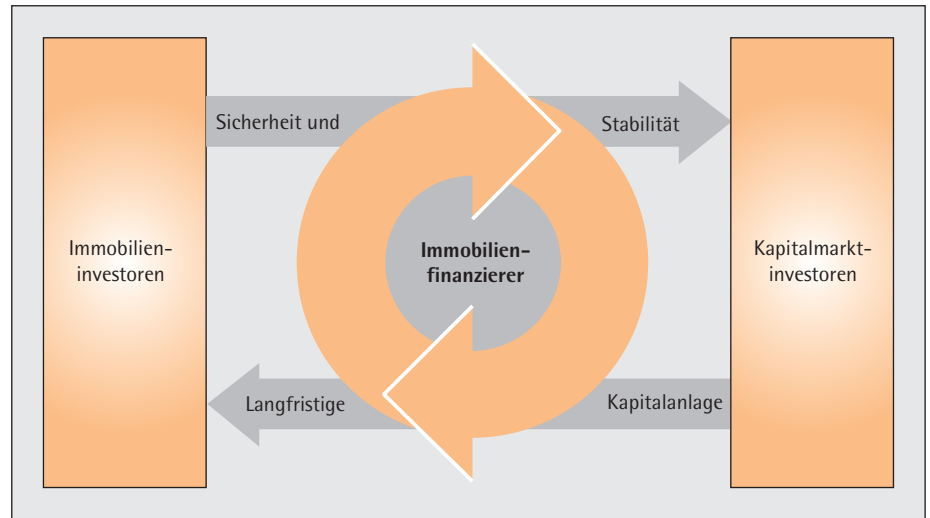 Sicherheit und
Stabilität
Immobilien-
investoren
Immobilien-
finanzierer
Kapitalmarkt-
investoren
Langfristige
Kapitalanlage